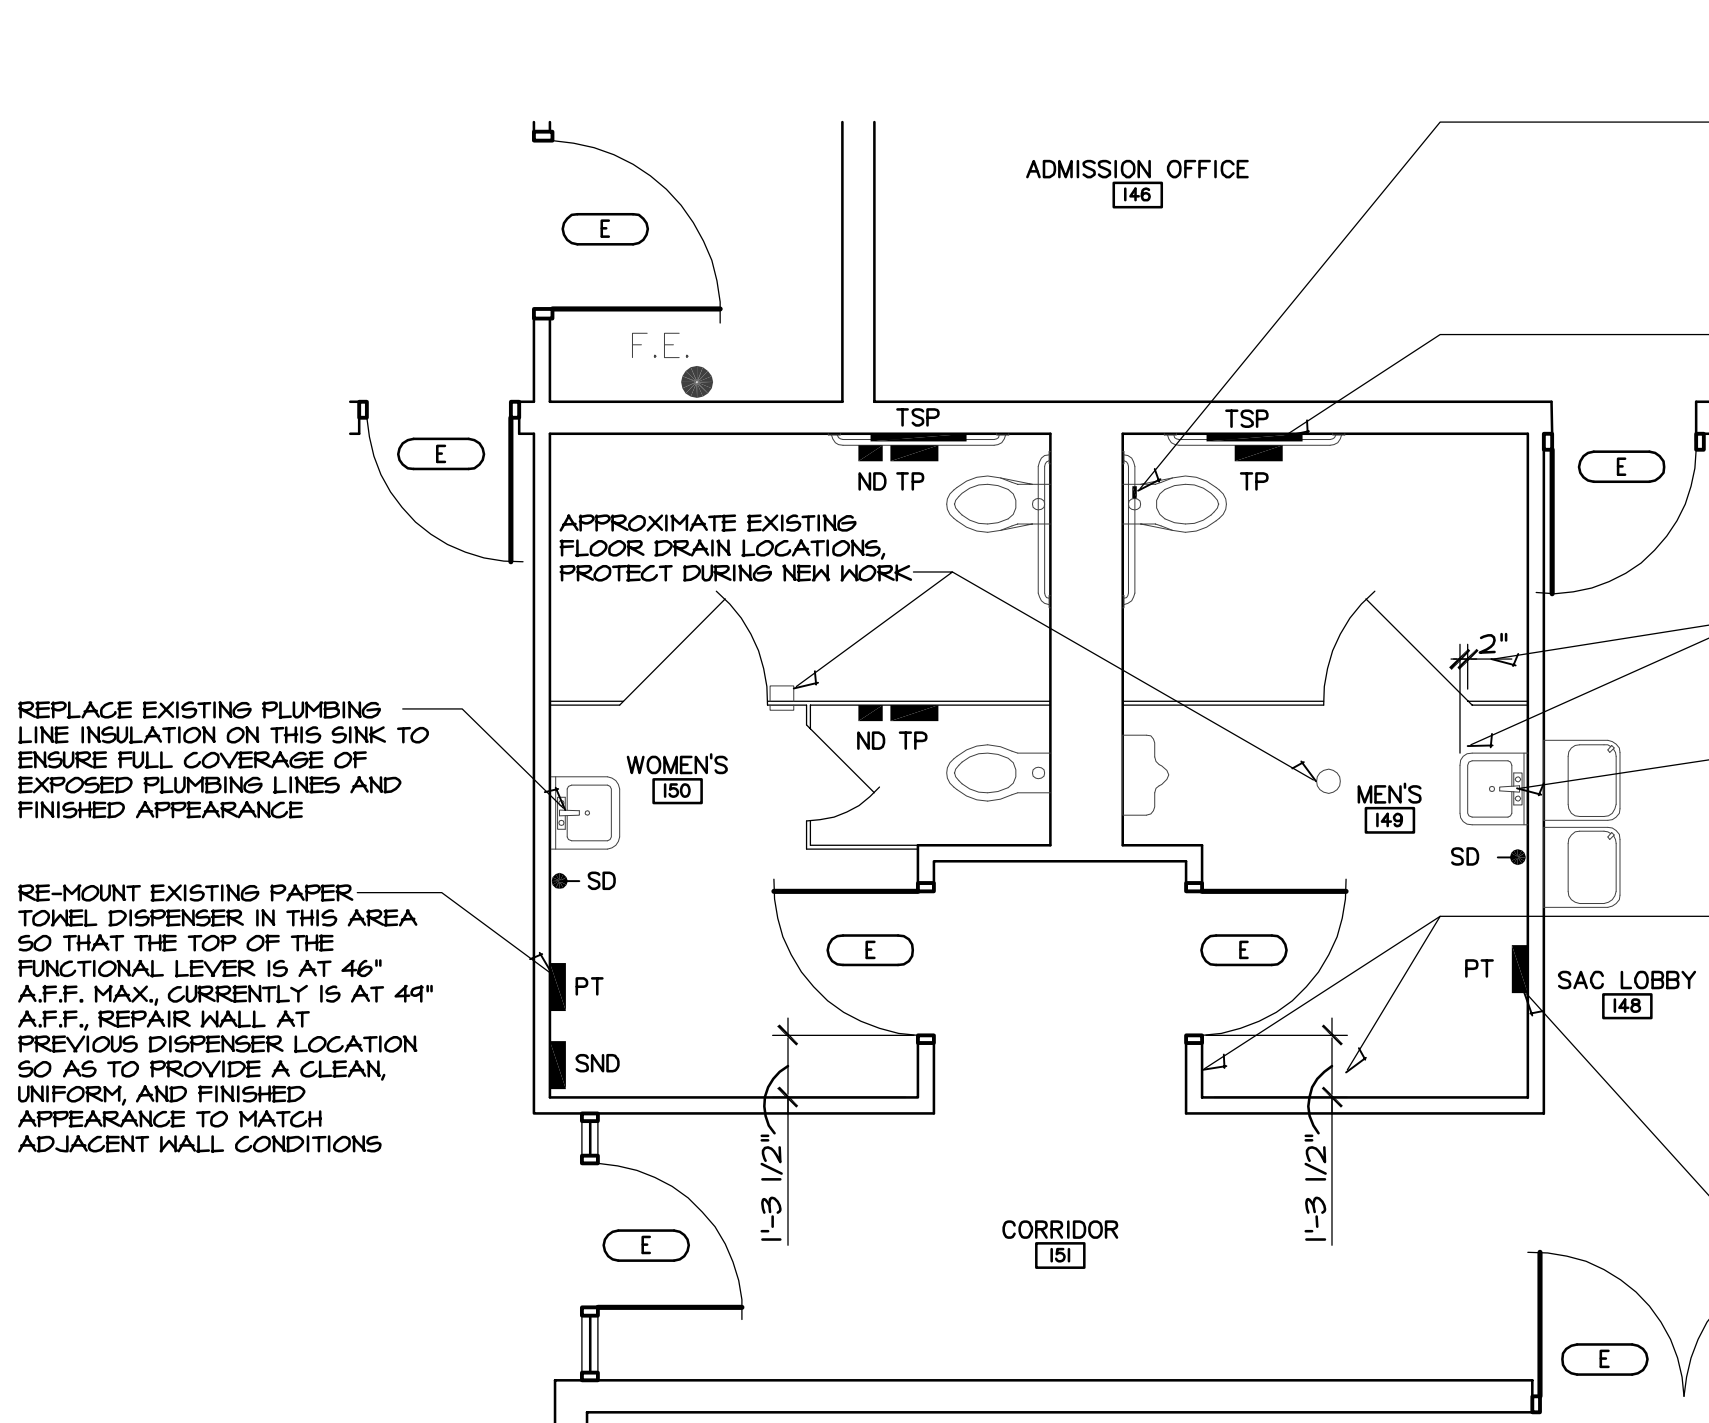 ADMISSION OFFICE
146
E
F.E.
TSP
TSP
E
E
ND TP
TP
APPROXIMATE EXISTING
FLOOR DRAIN LOCATIONS,
PROTECT DURING NEW WORK
2"
REPLACE EXISTING PLUMBING
LINE INSULATION ON THIS SINK TO
ENSURE FULL COVERAGE OF
EXPOSED PLUMBING LINES AND
FINISHED APPEARANCE
ND TP
WOMEN'S
150
MEN'S
149
SD
SD
RE-MOUNT EXISTING PAPER
TOWEL DISPENSER IN THIS AREA
SO THAT THE TOP OF THE
FUNCTIONAL LEVER IS AT 46"
A.F.F. MAX., CURRENTLY IS AT 49"
A.F.F., REPAIR WALL AT
PREVIOUS DISPENSER LOCATION
SO AS TO PROVIDE A CLEAN,
UNIFORM, AND FINISHED
APPEARANCE TO MATCH
ADJACENT WALL CONDITIONS
E
E
PT
PT
SAC LOBBY
148
SND
1'-3 1/2"
1'-3 1/2"
CORRIDOR
151
E
E